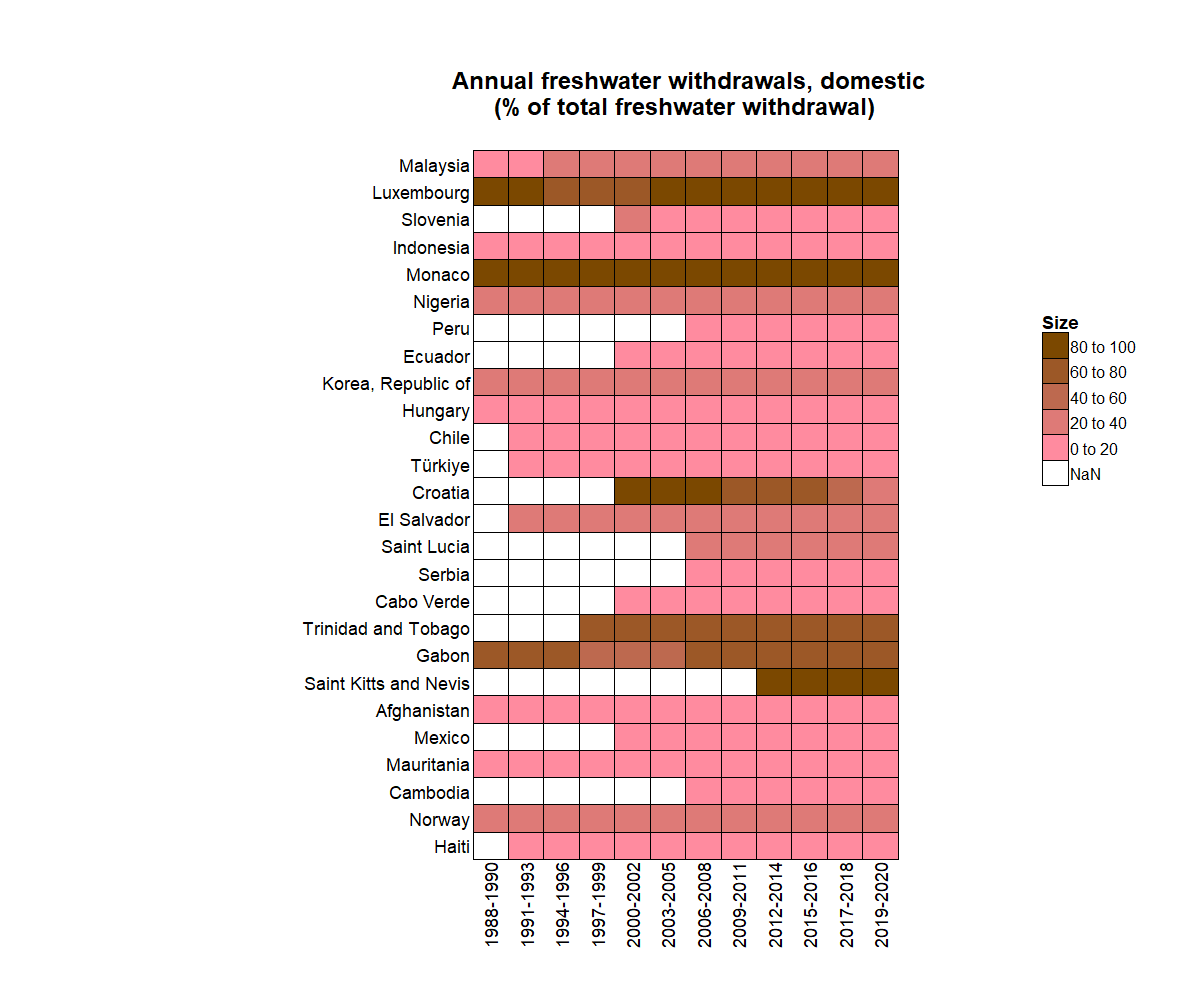 Annual freshwater withdrawals, domestic
(% of total freshwater withdrawal)
Malaysia
Luxembourg
Slovenia
Indonesia
Monaco
Nigeria
Peru
Ecuador
Korea, Republic of
Hungary
Chile
Türkiye
Croatia
El Salvador
Saint Lucia
Serbia
Cabo Verde
Trinidad and Tobago
Gabon
Saint Kitts and Nevis
Afghanistan
Mexico
Mauritania
Cambodia
Norway
Haiti
1988-1990
1991-1993
1994-1996
1997-1999
2000-2002
2003-2005
2006-2008
2009-2011
2012-2014
2015-2016
2017-2018
2019-2020
Size
80 to 100
60 to 80
40 to 60
20 to 40
0 to 20
NaN